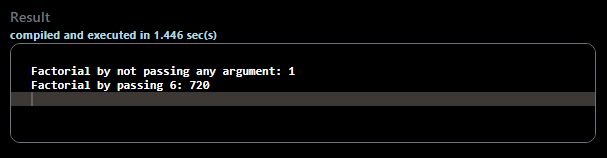 Result
compiled and executed in 1.446 sec(s)
Factorial by not passing any argument: 1
Factorial by passing 6: 720